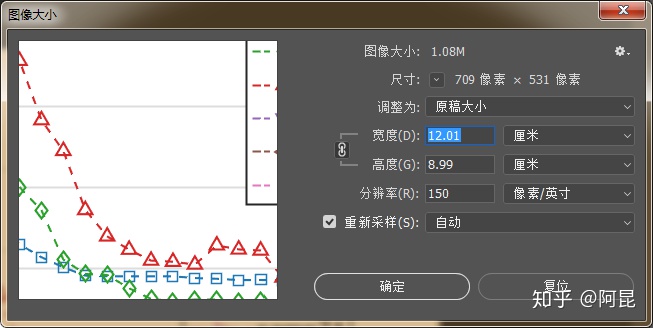 图像大小
图像大小: 1.08M
尺寸: 709 像素 × 531 像素
调整为: 原稿大小
宽度(D): 12.01 厘米
高度(G): 8.99 厘米
分辨率(R): 150 像素/英寸
重新采样(S): 自动
确定 复位
知乎 @阿昆